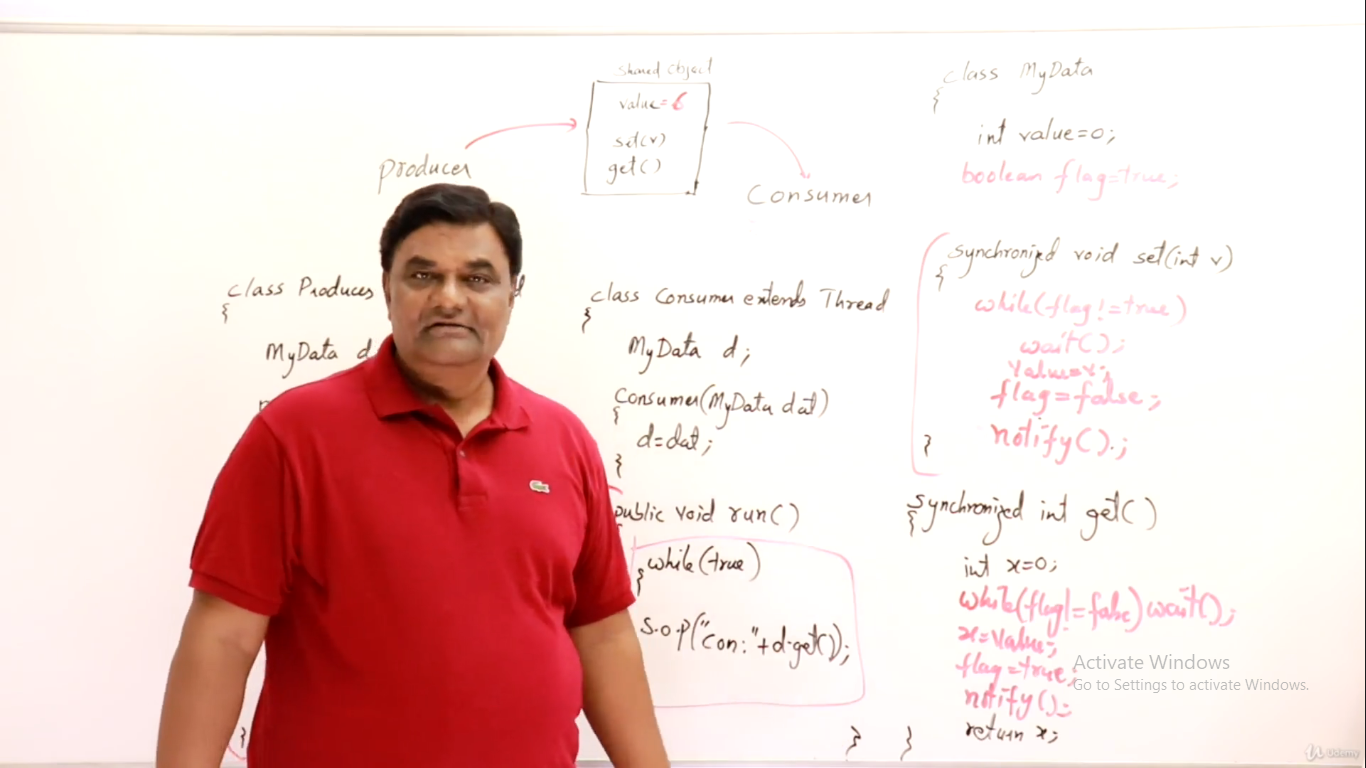 shared object
value=6
set(v)
get()
producer
Consumer
class Producer
{
MyData d
class Consumer extends Thread
{
MyData d;
Consumer(MyData dat)
{
d=dat;
}
public void run()
{
while(true)
{
S.o.p("Con:"+d.get());
}
}
class MyData
{
int value=0;
boolean flag=true;
synchronized void set(int v)
{
while(flag!=true)
wait();
value=v;
flag=false;
notify();
}
synchronized int get()
{
int x=0;
while(flag!=false)wait();
x=value;
flag=true;
notify();
return x;
}
Activate Windows
Go to Settings to activate Windows.
Udemy